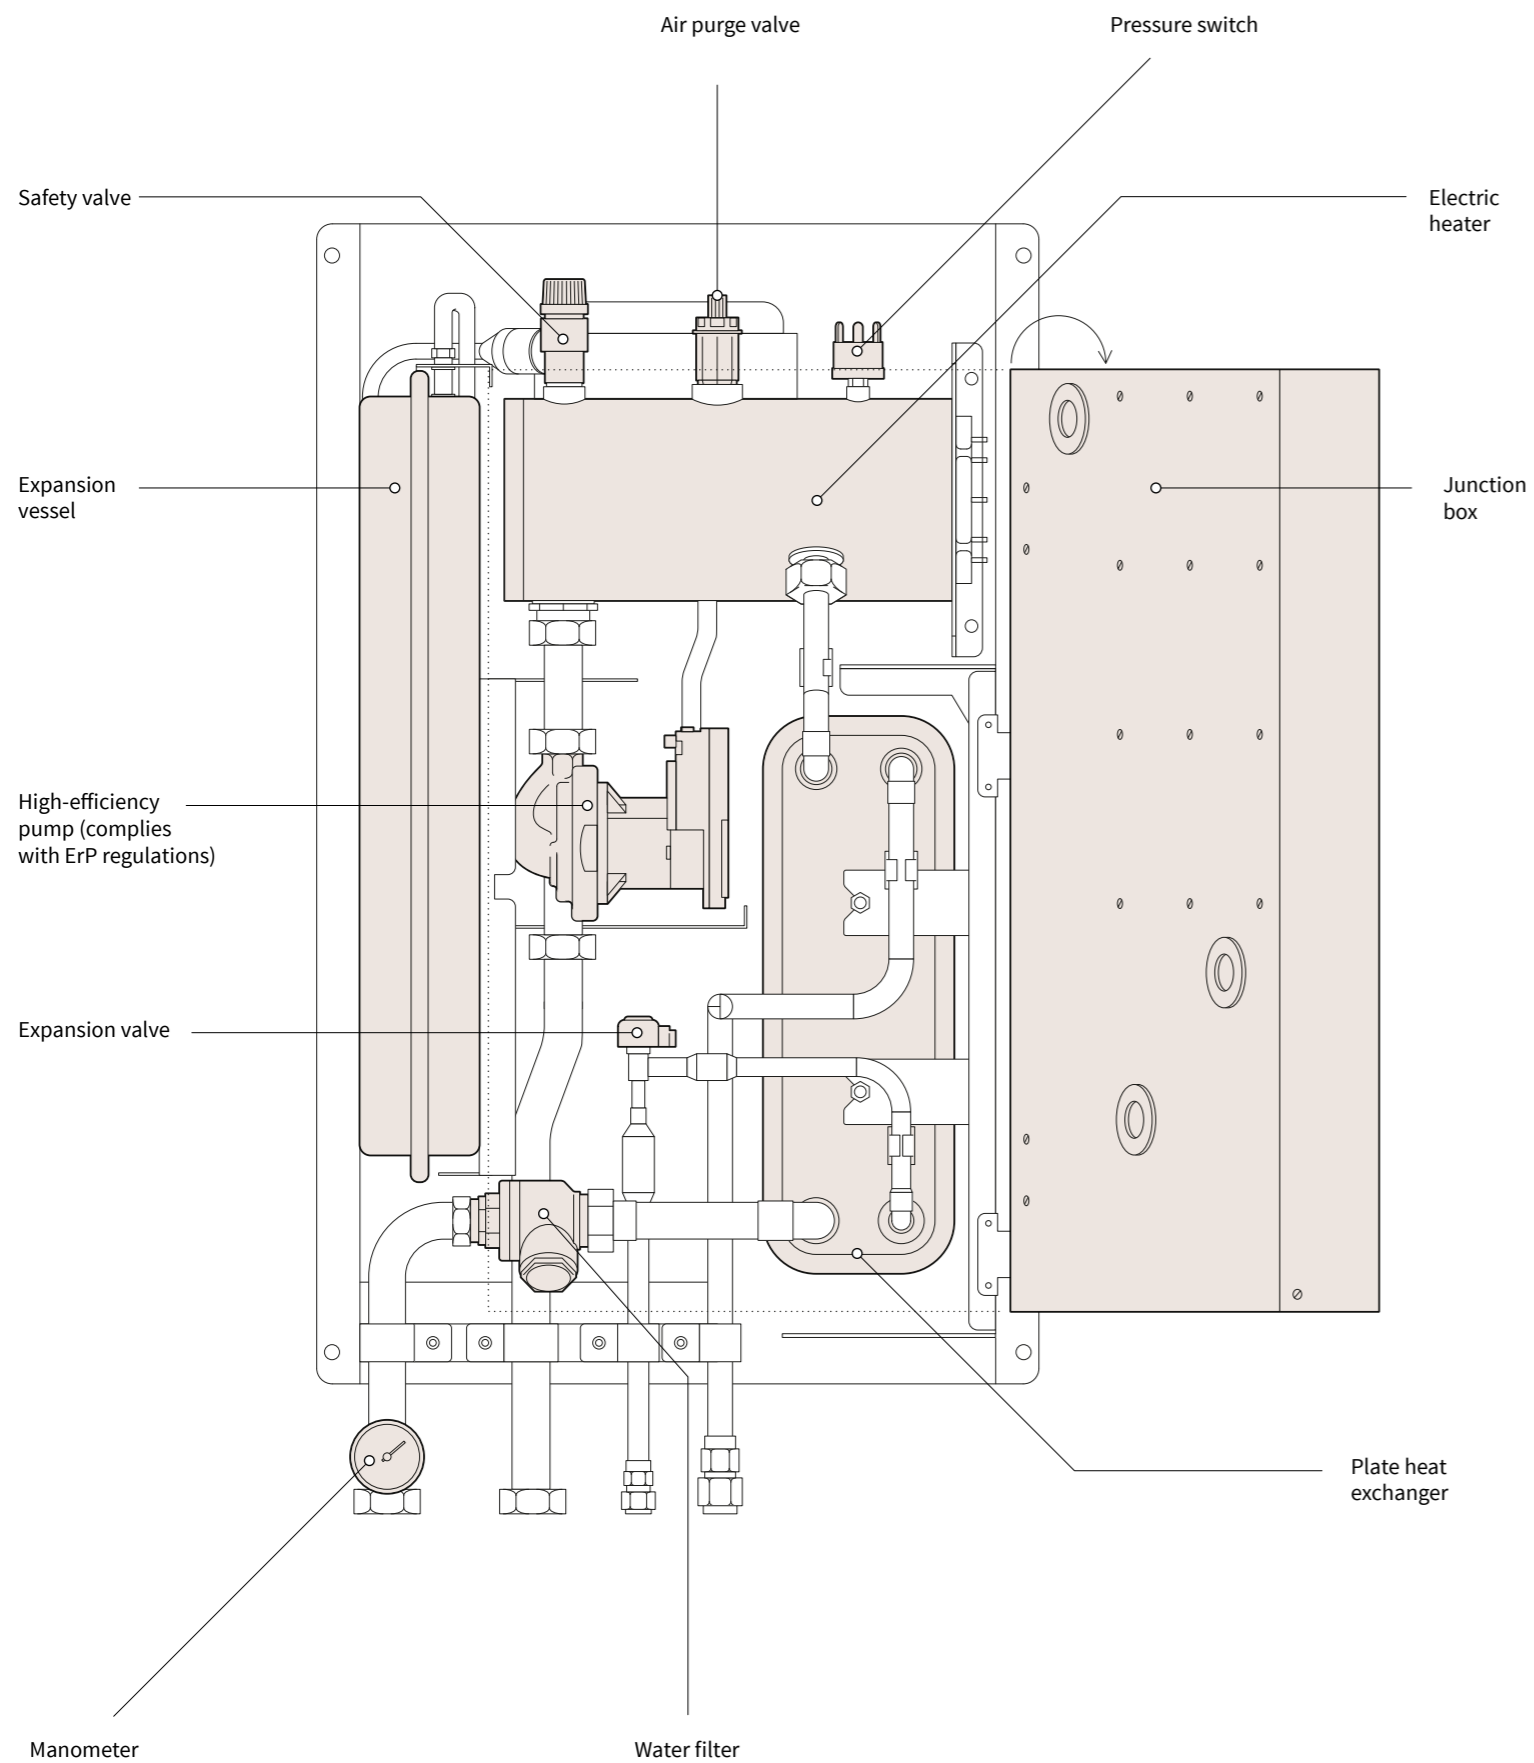 Air purge valve
Pressure switch
Safety valve
Electric
heater
Expansion
vessel
Junction
box
High-efficiency
pump (complies
with ErP regulations)
Expansion valve
Plate heat
exchanger
Manometer
Water filter